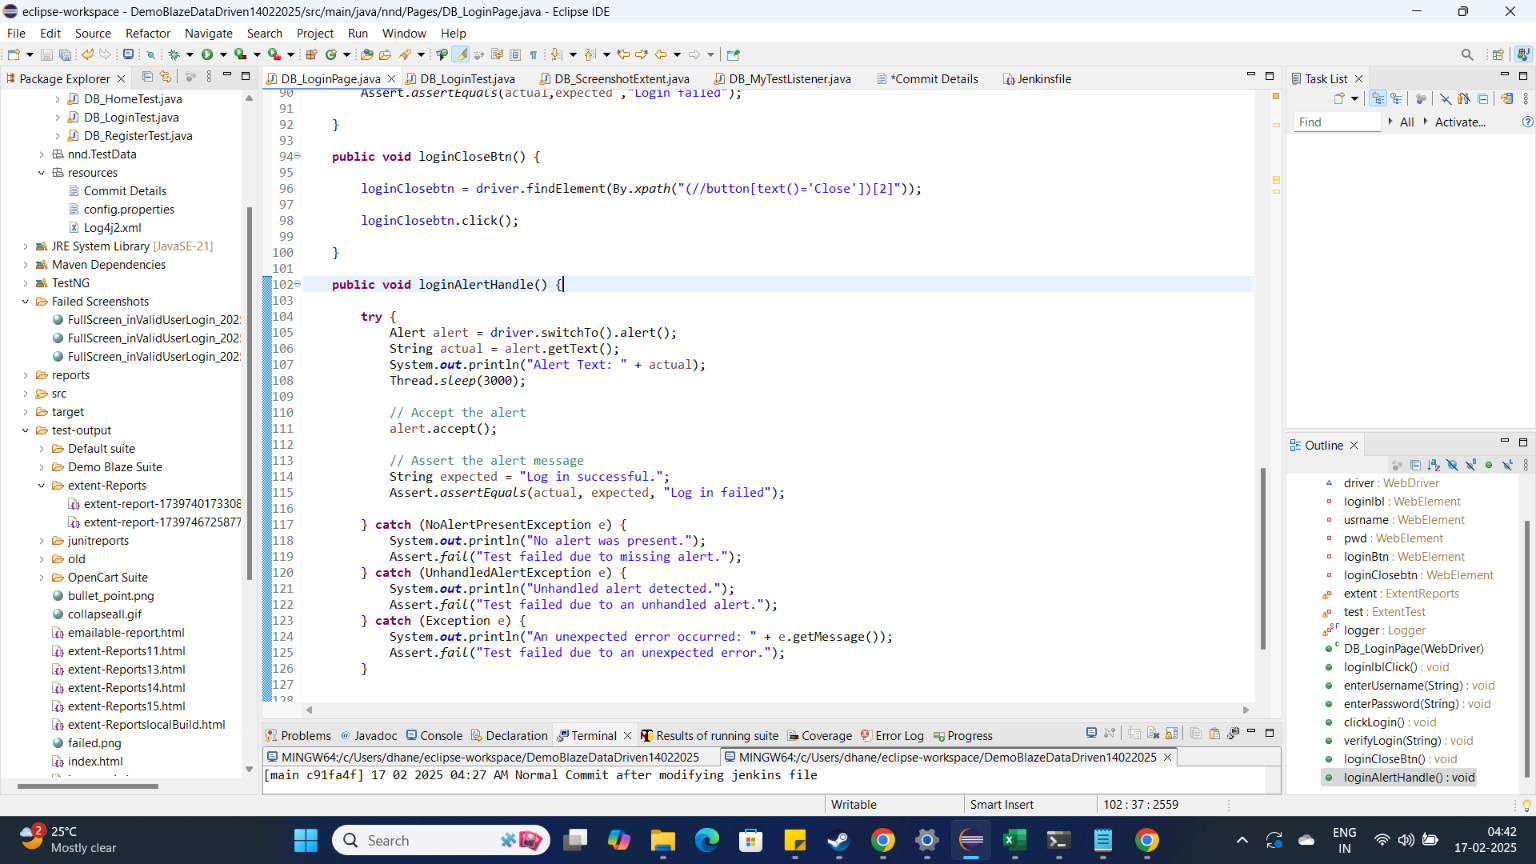 eclipse-workspace - DemoBlazeDataDriven14022025/src/main/java/nnd/Pages/DB_LoginPage.java - Eclipse IDE
File Edit Source Refactor Navigate Search Project Run Window Help
Package Explorer
DB_HomeTest.java
DB_LoginTest.java
DB_RegisterTest.java
nnd.TestData
resources
Commit Details
config.properties
Log4j2.xml
JRE System Library [JavaSE-21]
Maven Dependencies
TestNG
Failed Screenshots
FullScreen_inValidUserLogin_202
FullScreen_inValidUserLogin_202
FullScreen_inValidUserLogin_202
reports
src
target
test-output
Default suite
Demo Blaze Suite
extent-Reports
extent-report-1739740173308
extent-report-1739746725877
junitreports
old
OpenCart Suite
bullet_point.png
collapseall.gif
emailable-report.html
extent-Reports11.html
extent-Reports13.html
extent-Reports14.html
extent-Reports15.html
extent-ReportslocalBuild.html
failed.png
index.html
DB_LoginPage.java DB_LoginTest.java DB_ScreenshotExtent.java DB_MyTestListener.java *Commit Details Jenkinsfile
90 Assert.assertEquals(actual,expected ,"Login failed");
91
92 }
93
94 public void loginCloseBtn() {
95
96 loginClosebtn = driver.findElement(By.xpath("(//button[text()='Close'])[2]"));
97
98 loginClosebtn.click();
99
100 }
101
102 public void loginAlertHandle() {
103
104 try {
105 Alert alert = driver.switchTo().alert();
106 String actual = alert.getText();
107 System.out.println("Alert Text: " + actual);
108 Thread.sleep(3000);
109
110 // Accept the alert
111 alert.accept();
112
113 // Assert the alert message
114 String expected = "Log in successful.";
115 Assert.assertEquals(actual, expected, "Log in failed");
116
117 } catch (NoAlertPresentException e) {
118 System.out.println("No alert was present.");
119 Assert.fail("Test failed due to missing alert.");
120 } catch (UnhandledAlertException e) {
121 System.out.println("Unhandled alert detected.");
122 Assert.fail("Test failed due to an unhandled alert.");
123 } catch (Exception e) {
124 System.out.println("An unexpected error occurred: " + e.getMessage());
125 Assert.fail("Test failed due to an unexpected error.");
126 }
127
128
Problems Javadoc Console Declaration Terminal Results of running suite Coverage Error Log Progress
MINGW64:/c/Users/dhane/eclipse-workspace/DemoBlazeDataDriven14022025 MINGW64:/c/Users/dhane/eclipse-workspace/DemoBlazeDataDriven14022025
[main c91fa4f] 17 02 2025 04:27 AM Normal Commit after modifying jenkins file
Task List
Find All Activate...
Outline
driver : WebDriver
loginlbl : WebElement
usrname : WebElement
pwd : WebElement
loginBtn : WebElement
loginClosebtn : WebElement
extent : ExtentReports
test : ExtentTest
logger : Logger
DB_LoginPage(WebDriver)
loginlblClick() : void
enterUsername(String) : void
enterPassword(String) : void
clickLogin() : void
verifyLogin(String) : void
loginCloseBtn() : void
loginAlertHandle() : void
Writable Smart Insert 102 : 37 : 2559
2
25°C
Mostly clear
Search
ENG
IN
04:42
17-02-2025